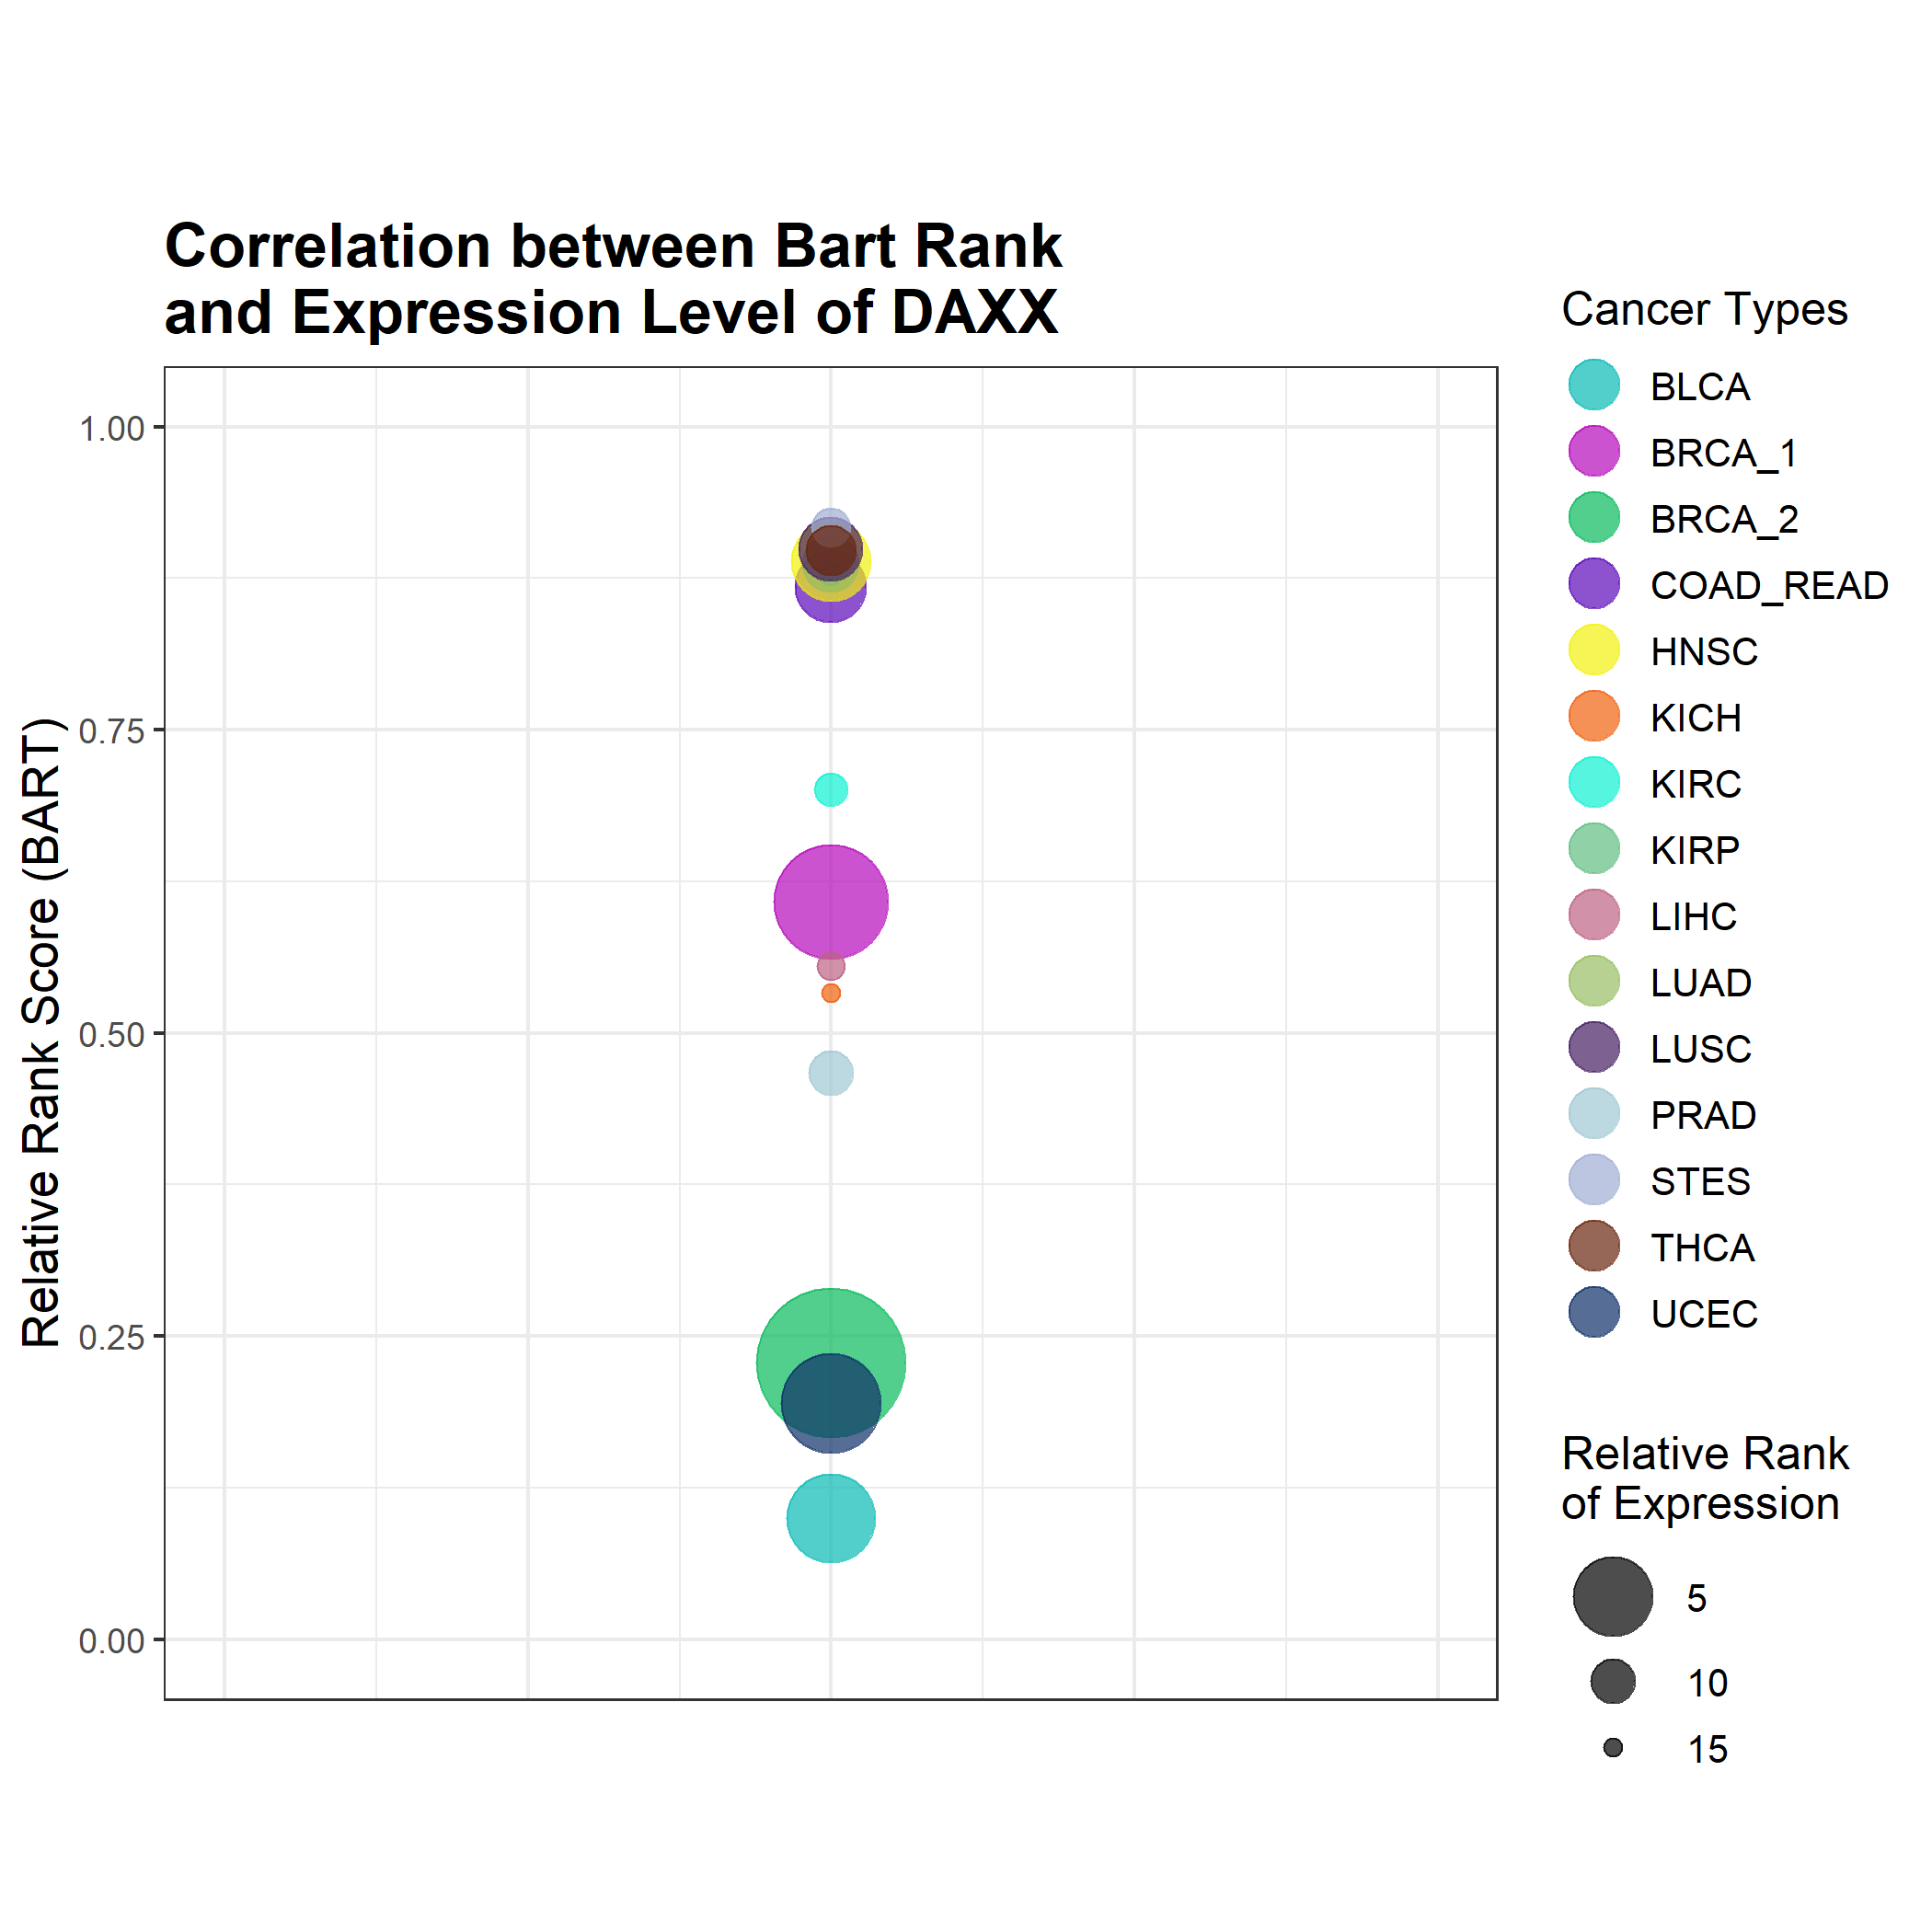 Correlation between Bart Rank
and Expression Level of DAXX
Relative Rank Score (BART)
1.00
0.75
0.50
0.25
0.00
Cancer Types
BLCA
BRCA_1
BRCA_2
COAD_READ
HNSC
KICH
KIRC
KIRP
LIHC
LUAD
LUSC
PRAD
STES
THCA
UCEC
Relative Rank
of Expression
5
10
15